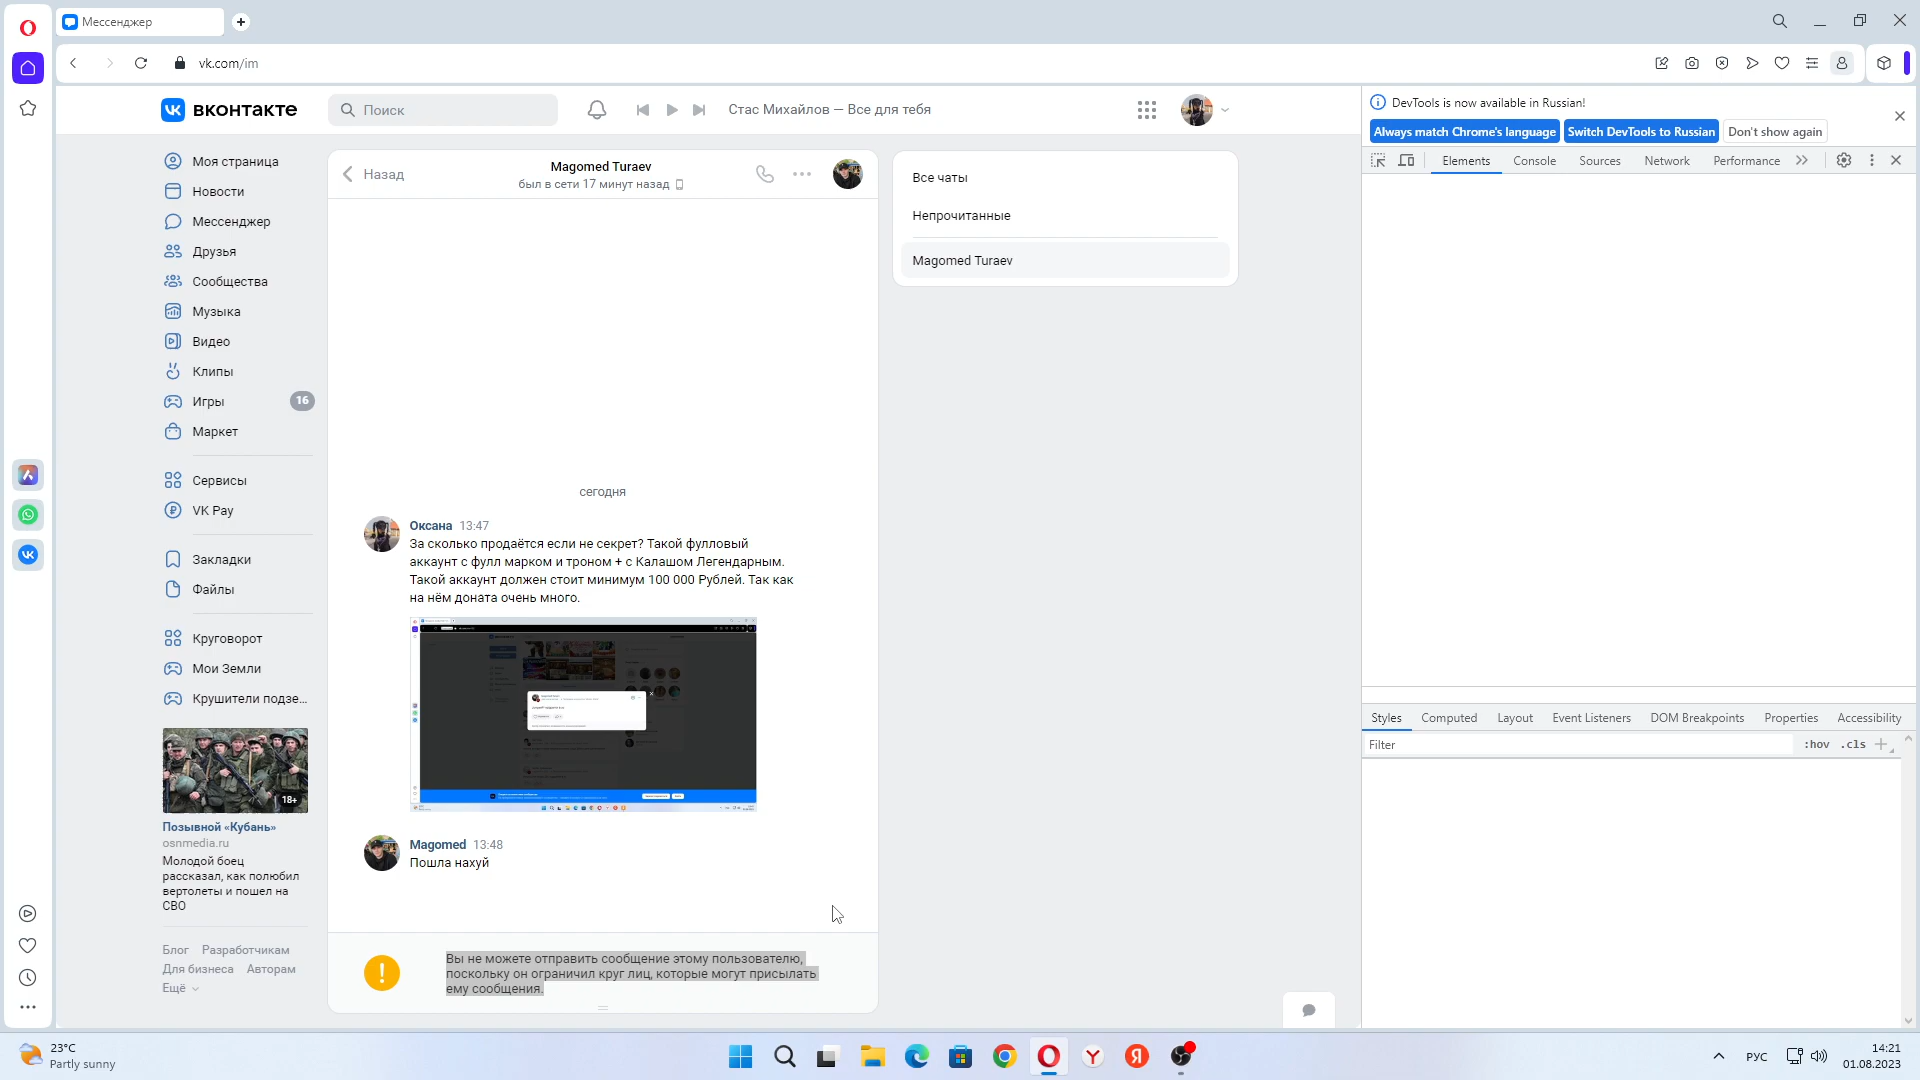 Мессенджер
vk.com/im
вконтакте
Поиск
Стас Михайлов — Все для тебя
Моя страница
Новости
Мессенджер
Друзья
Сообщества
Музыка
Видео
Клипы
Игры
16
Маркет
Сервисы
VK Pay
Закладки
Файлы
Круговорот
Мои Земли
Крушители подзе...
18+
Позывной «Кубань»
osnmedia.ru
Молодой боец
рассказал, как полюбил
вертолеты и пошел на
СВО
Блог Разработчикам
Для бизнеса Авторам
Ещё
Назад
Magomed Turaev
был в сети 17 минут назад
сегодня
Оксана 13:47
За сколько продаётся если не секрет? Такой фулловый
аккаунт с фулл марком и троном + с Калашом Легендарным.
Такой аккаунт должен стоит минимум 100 000 Рублей. Так как
на нём доната очень много.
Magomed 13:48
Пошла нахуй
Вы не можете отправить сообщение этому пользователю,
поскольку он ограничил круг лиц, которые могут присылать
ему сообщения.
Все чаты
Непрочитанные
Magomed Turaev
DevTools is now available in Russian!
Always match Chrome's language Switch DevTools to Russian Don't show again
Elements Console Sources Network Performance
Styles Computed Layout Event Listeners DOM Breakpoints Properties Accessibility
Filter
:hov .cls
23°C
Partly sunny
РУС
14:21
01.08.2023